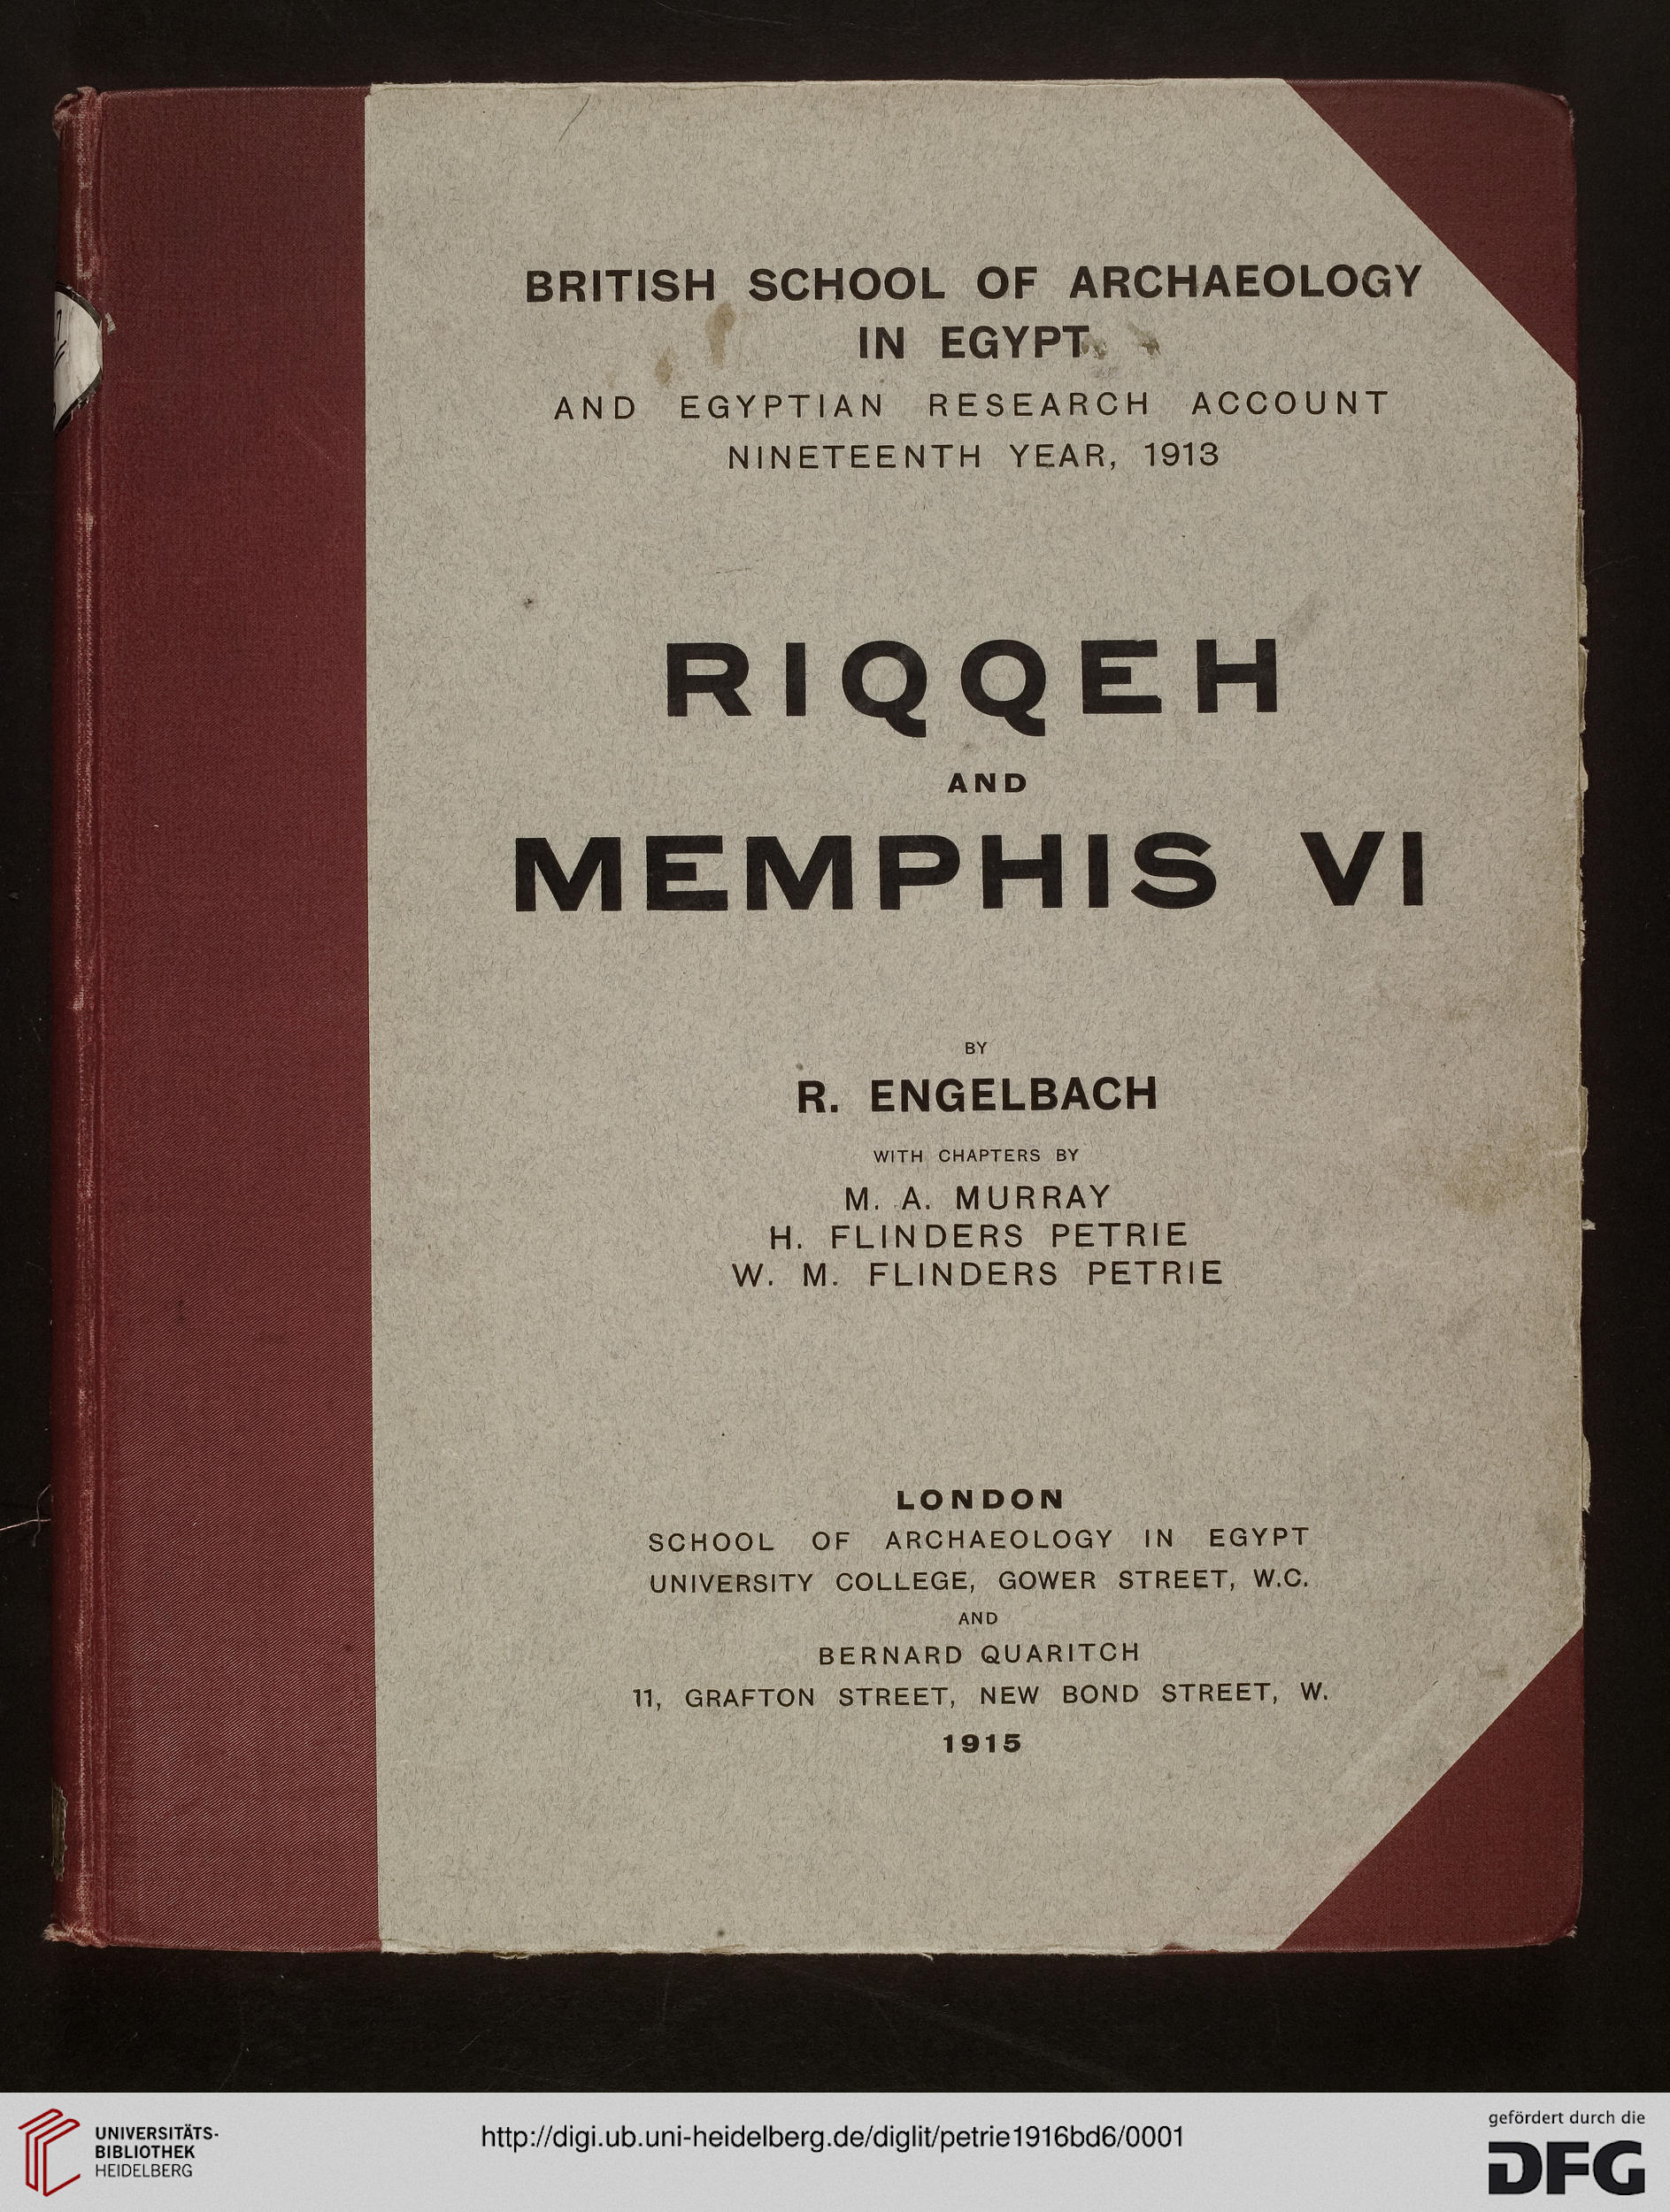 BRITISH SCHOOL OF ARCHAEOLOGY
IN EGYPT
AND EGYPTIAN RESEARCH ACCOUNT
NINETEENTH YEAR, 1913
RIQQEH
AND
MEMPHIS VI
BY
R. ENGELBACH
WITH CHAPTERS BY
M. A. MURRAY
H. FLINDERS PETRIE
W. M. FLINDERS PETRIE
LONDON
SCHOOL OF ARCHAEOLOGY IN EGYPT
UNIVERSITY COLLEGE, GOWER STREET, W.C.
AND
BERNARD QUARITCH
11, GRAFTON STREET, NEW BOND STREET, W.
1915
UNIVERSITÄTS-
BIBLIOTHEK
HEIDELBERG
http://digi.ub.uni-heidelberg.de/diglit/petrie1916bd6/0001
gefördert durch die
DFG